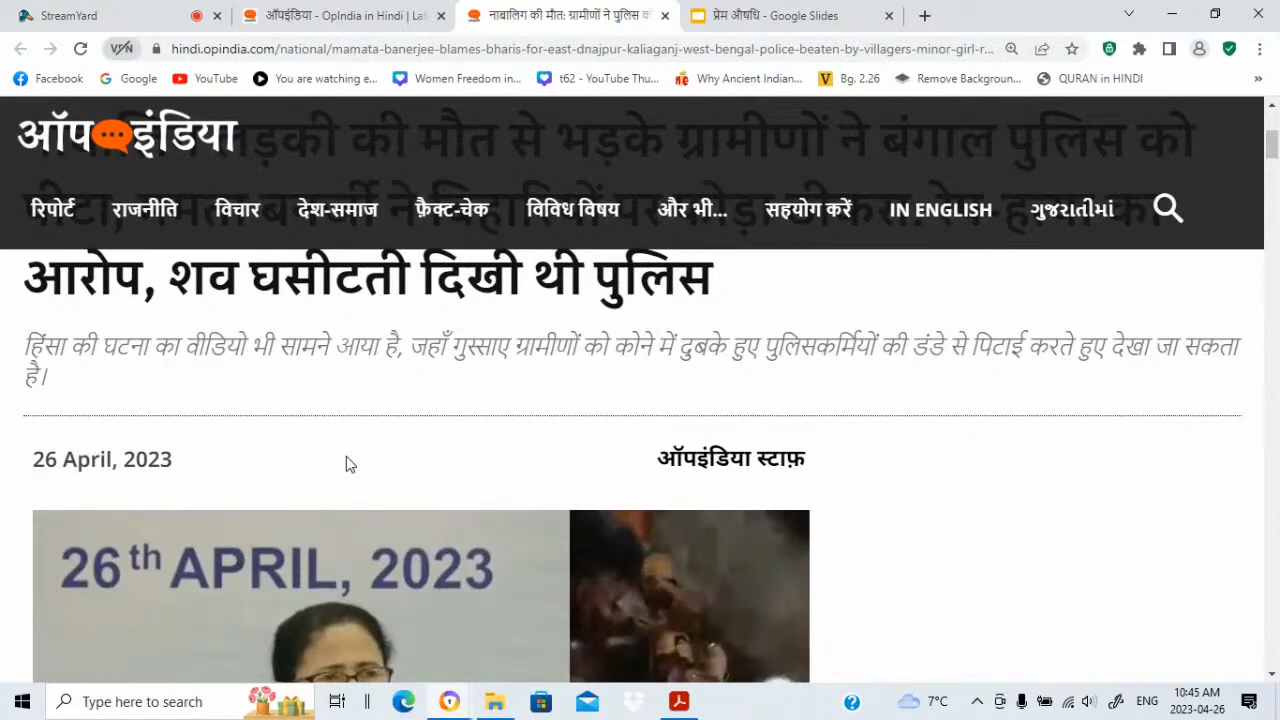 StreamYard
ऑपइंडिया - OpIndia in Hindi | Lat
नाबालिग की मौत: ग्रामीणों ने पुलिस क
प्रेम औषधि - Google Slides
VPN
hindi.opindia.com/national/mamata-banerjee-blames-bharis-for-east-dnajpur-kaliaganj-west-bengal-police-beaten-by-villagers-minor-girl-r...
Facebook
Google
YouTube
You are watching e...
Women Freedom in...
t62 - YouTube Thu...
Why Ancient Indian...
V Bg. 2.26
Remove Backgroun...
QURAN in HINDI
»
ऑपइंडिया
लड़की की मौत से भड़के ग्रामीणों ने बंगाल पुलिस को
रिपोर्ट राजनीति विचार देश-समाज फ़ैक्ट-चेक विविध विषय और भी... सहयोग करें IN ENGLISH ગુજરાતીમાં
आरोप, शव घसीटती दिखी थी पुलिस
हिंसा की घटना का वीडियो भी सामने आया है, जहाँ गुस्साए ग्रामीणों को कोने में दुबके हुए पुलिसकर्मियों की डंडे से पिटाई करते हुए देखा जा सकता
है।
26 April, 2023
ऑपइंडिया स्टाफ़
26th APRIL, 2023
Type here to search
7°C
ENG
10:45 AM
2023-04-26